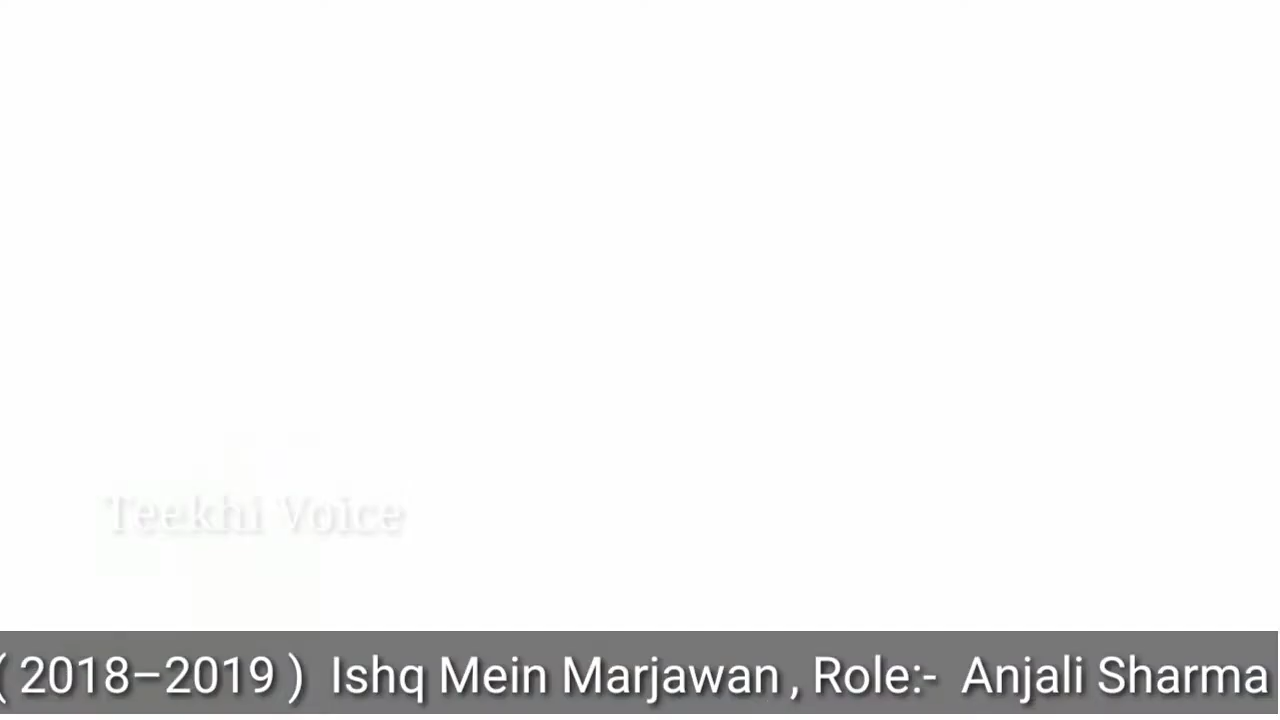 Teekhi Voice
( 2018–2019 ) Ishq Mein Marjawan , Role:- Anjali Sharma